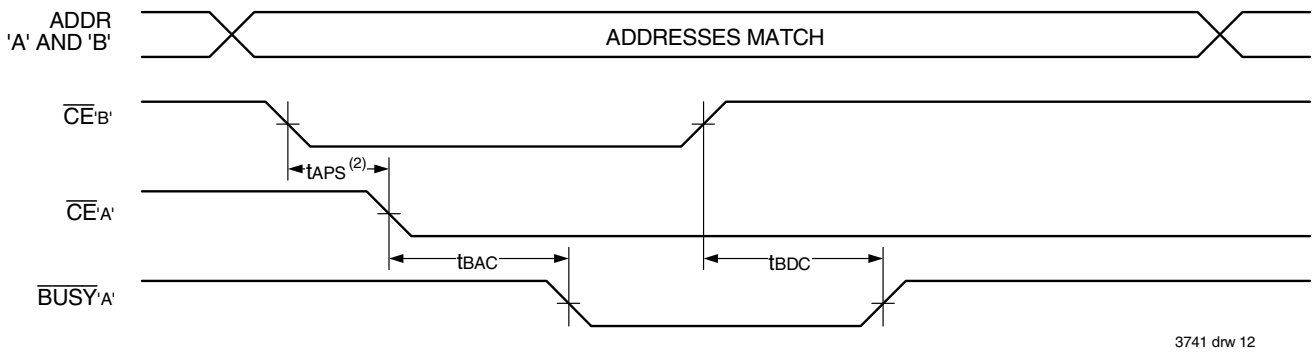 ADDR
'A' AND 'B'
ADDRESSES MATCH
CE'B'
tAPS (2)
CE'A'
tBAC
tBDC
BUSY'A'
3741 drw 12